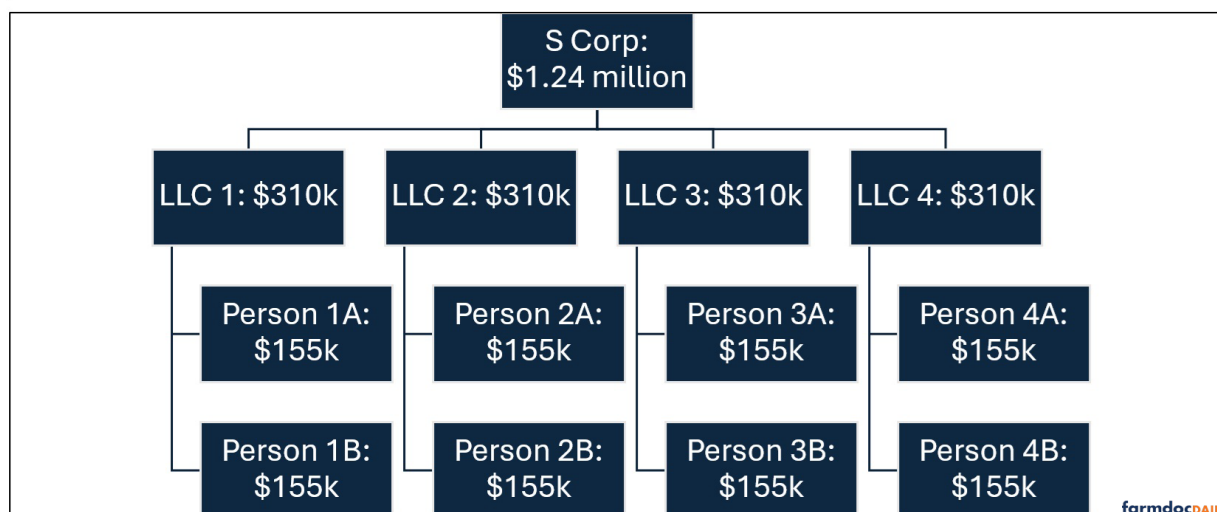 S Corp:
$1.24 million
LLC 1: $310k
LLC 2: $310k
LLC 3: $310k
LLC 4: $310k
Person 1A:
$155k
Person 2A:
$155k
Person 3A:
$155k
Person 4A:
$155k
Person 1B:
$155k
Person 2B:
$155k
Person 3B:
$155k
Person 4B:
$155k